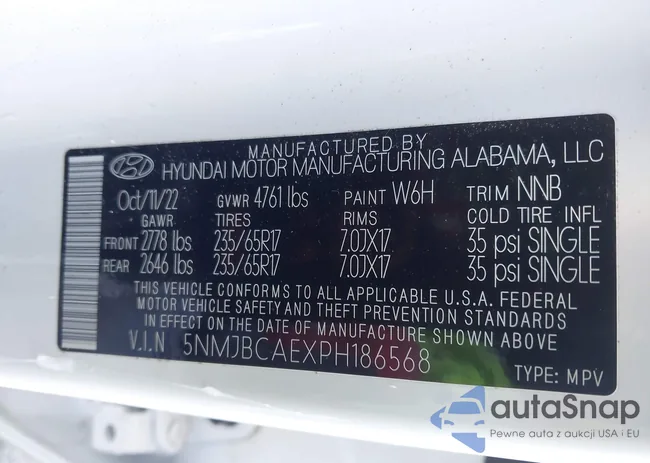 MANUFACTURED BY
HYUNDAI MOTOR MANUFACTURING ALABAMA, LLC
Oct/11/22 GVWR 4761 lbs PAINT W6H TRIM NNB
GAWR TIRES RIMS COLD TIRE INFL
FRONT 2778 lbs 235/65R17 7.0JX17 35 psi SINGLE
REAR 2646 lbs 235/65R17 7.0JX17 35 psi SINGLE
THIS VEHICLE CONFORMS TO ALL APPLICABLE U.S.A. FEDERAL
MOTOR VEHICLE SAFETY AND THEFT PREVENTION STANDARDS
IN EFFECT ON THE DATE OF MANUFACTURE SHOWN ABOVE
V.I.N 5NMJBCAEXPH186568
TYPE: MPV
autaSnap
Pewne auta z aukcji USA i EU